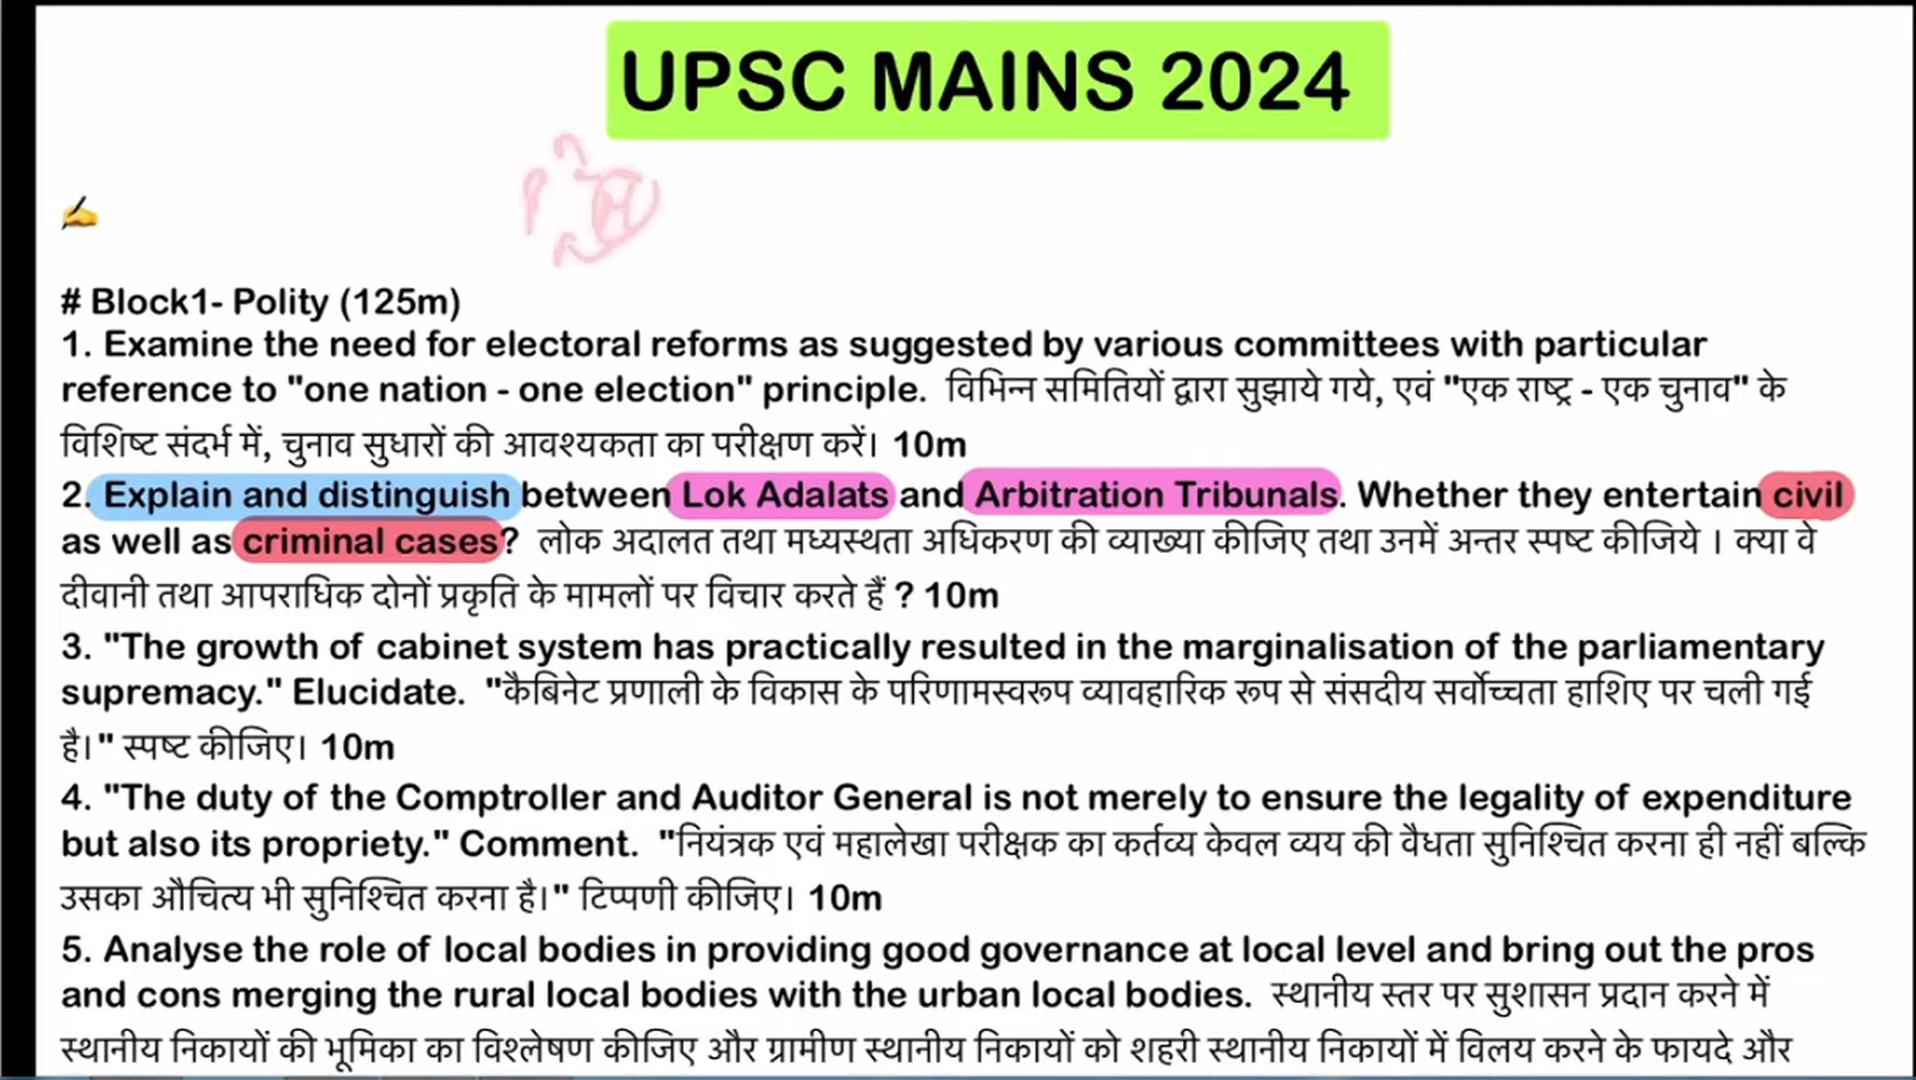 UPSC MAINS 2024
# Block1- Polity (125m)
1. Examine the need for electoral reforms as suggested by various committees with particular
reference to "one nation - one election" principle. विभिन्न समितियों द्वारा सुझाये गये, एवं "एक राष्ट्र - एक चुनाव" के
विशिष्ट संदर्भ में, चुनाव सुधारों की आवश्यकता का परीक्षण करें। 10m
2. Explain and distinguish between Lok Adalats and Arbitration Tribunals. Whether they entertain civil
as well as criminal cases? लोक अदालत तथा मध्यस्थता अधिकरण की व्याख्या कीजिए तथा उनमें अन्तर स्पष्ट कीजिये । क्या वे
दीवानी तथा आपराधिक दोनों प्रकृति के मामलों पर विचार करते हैं ? 10m
3. "The growth of cabinet system has practically resulted in the marginalisation of the parliamentary
supremacy." Elucidate. "कैबिनेट प्रणाली के विकास के परिणामस्वरूप व्यावहारिक रूप से संसदीय सर्वोच्चता हाशिए पर चली गई
है।" स्पष्ट कीजिए। 10m
4. "The duty of the Comptroller and Auditor General is not merely to ensure the legality of expenditure
but also its propriety." Comment. "नियंत्रक एवं महालेखा परीक्षक का कर्तव्य केवल व्यय की वैधता सुनिश्चित करना ही नहीं बल्कि
उसका औचित्य भी सुनिश्चित करना है।" टिप्पणी कीजिए। 10m
5. Analyse the role of local bodies in providing good governance at local level and bring out the pros
and cons merging the rural local bodies with the urban local bodies. स्थानीय स्तर पर सुशासन प्रदान करने में
स्थानीय निकायों की भूमिका का विश्लेषण कीजिए और ग्रामीण स्थानीय निकायों को शहरी स्थानीय निकायों में विलय करने के फायदे और